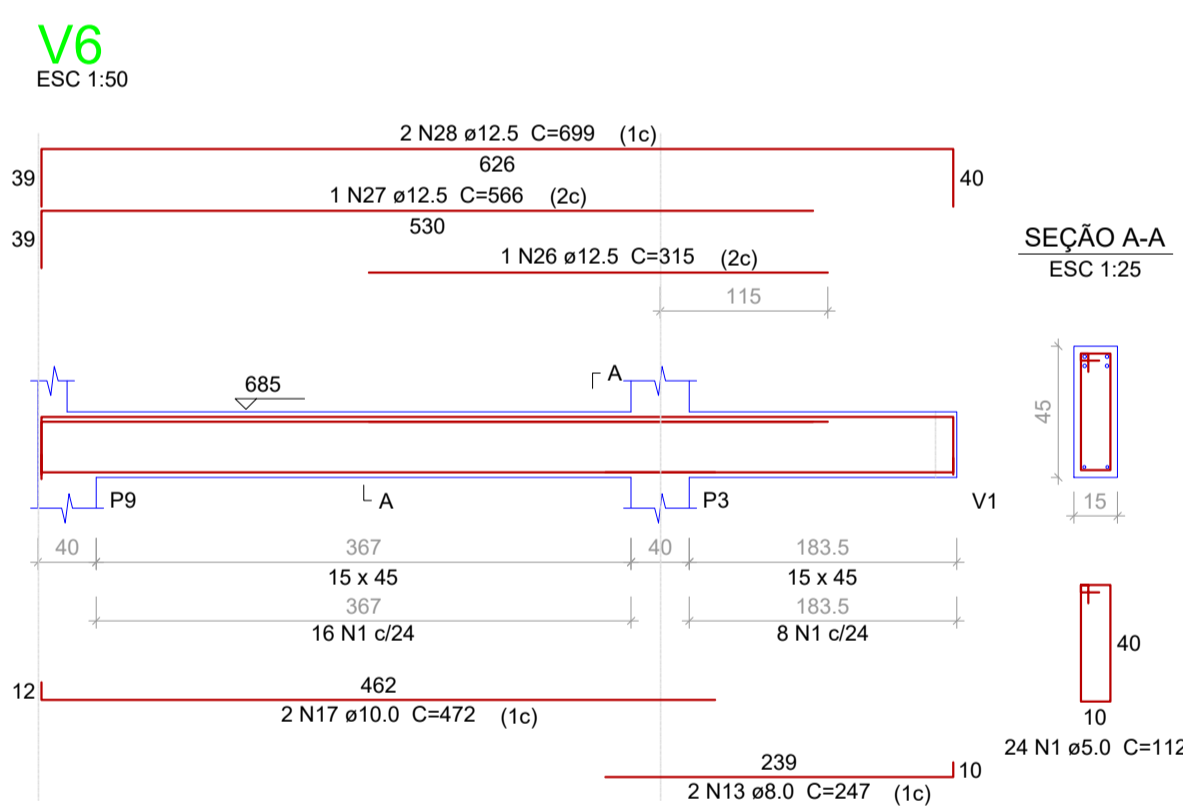 V6
ESC 1:50
2 N28 ø12.5 C=699 (1c)
39
626
40
1 N27 ø12.5 C=566 (2c)
39
530
1 N26 ø12.5 C=315 (2c)
115
SEÇÃO A-A
ESC 1:25
685
A
45
P9
A
P3
V1
15
40
367
40
183.5
15 x 45
15 x 45
367
183.5
16 N1 c/24
8 N1 c/24
40
12
462
2 N17 ø10.0 C=472 (1c)
10
24 N1 ø5.0 C=112
239
10
2 N13 ø8.0 C=247 (1c)